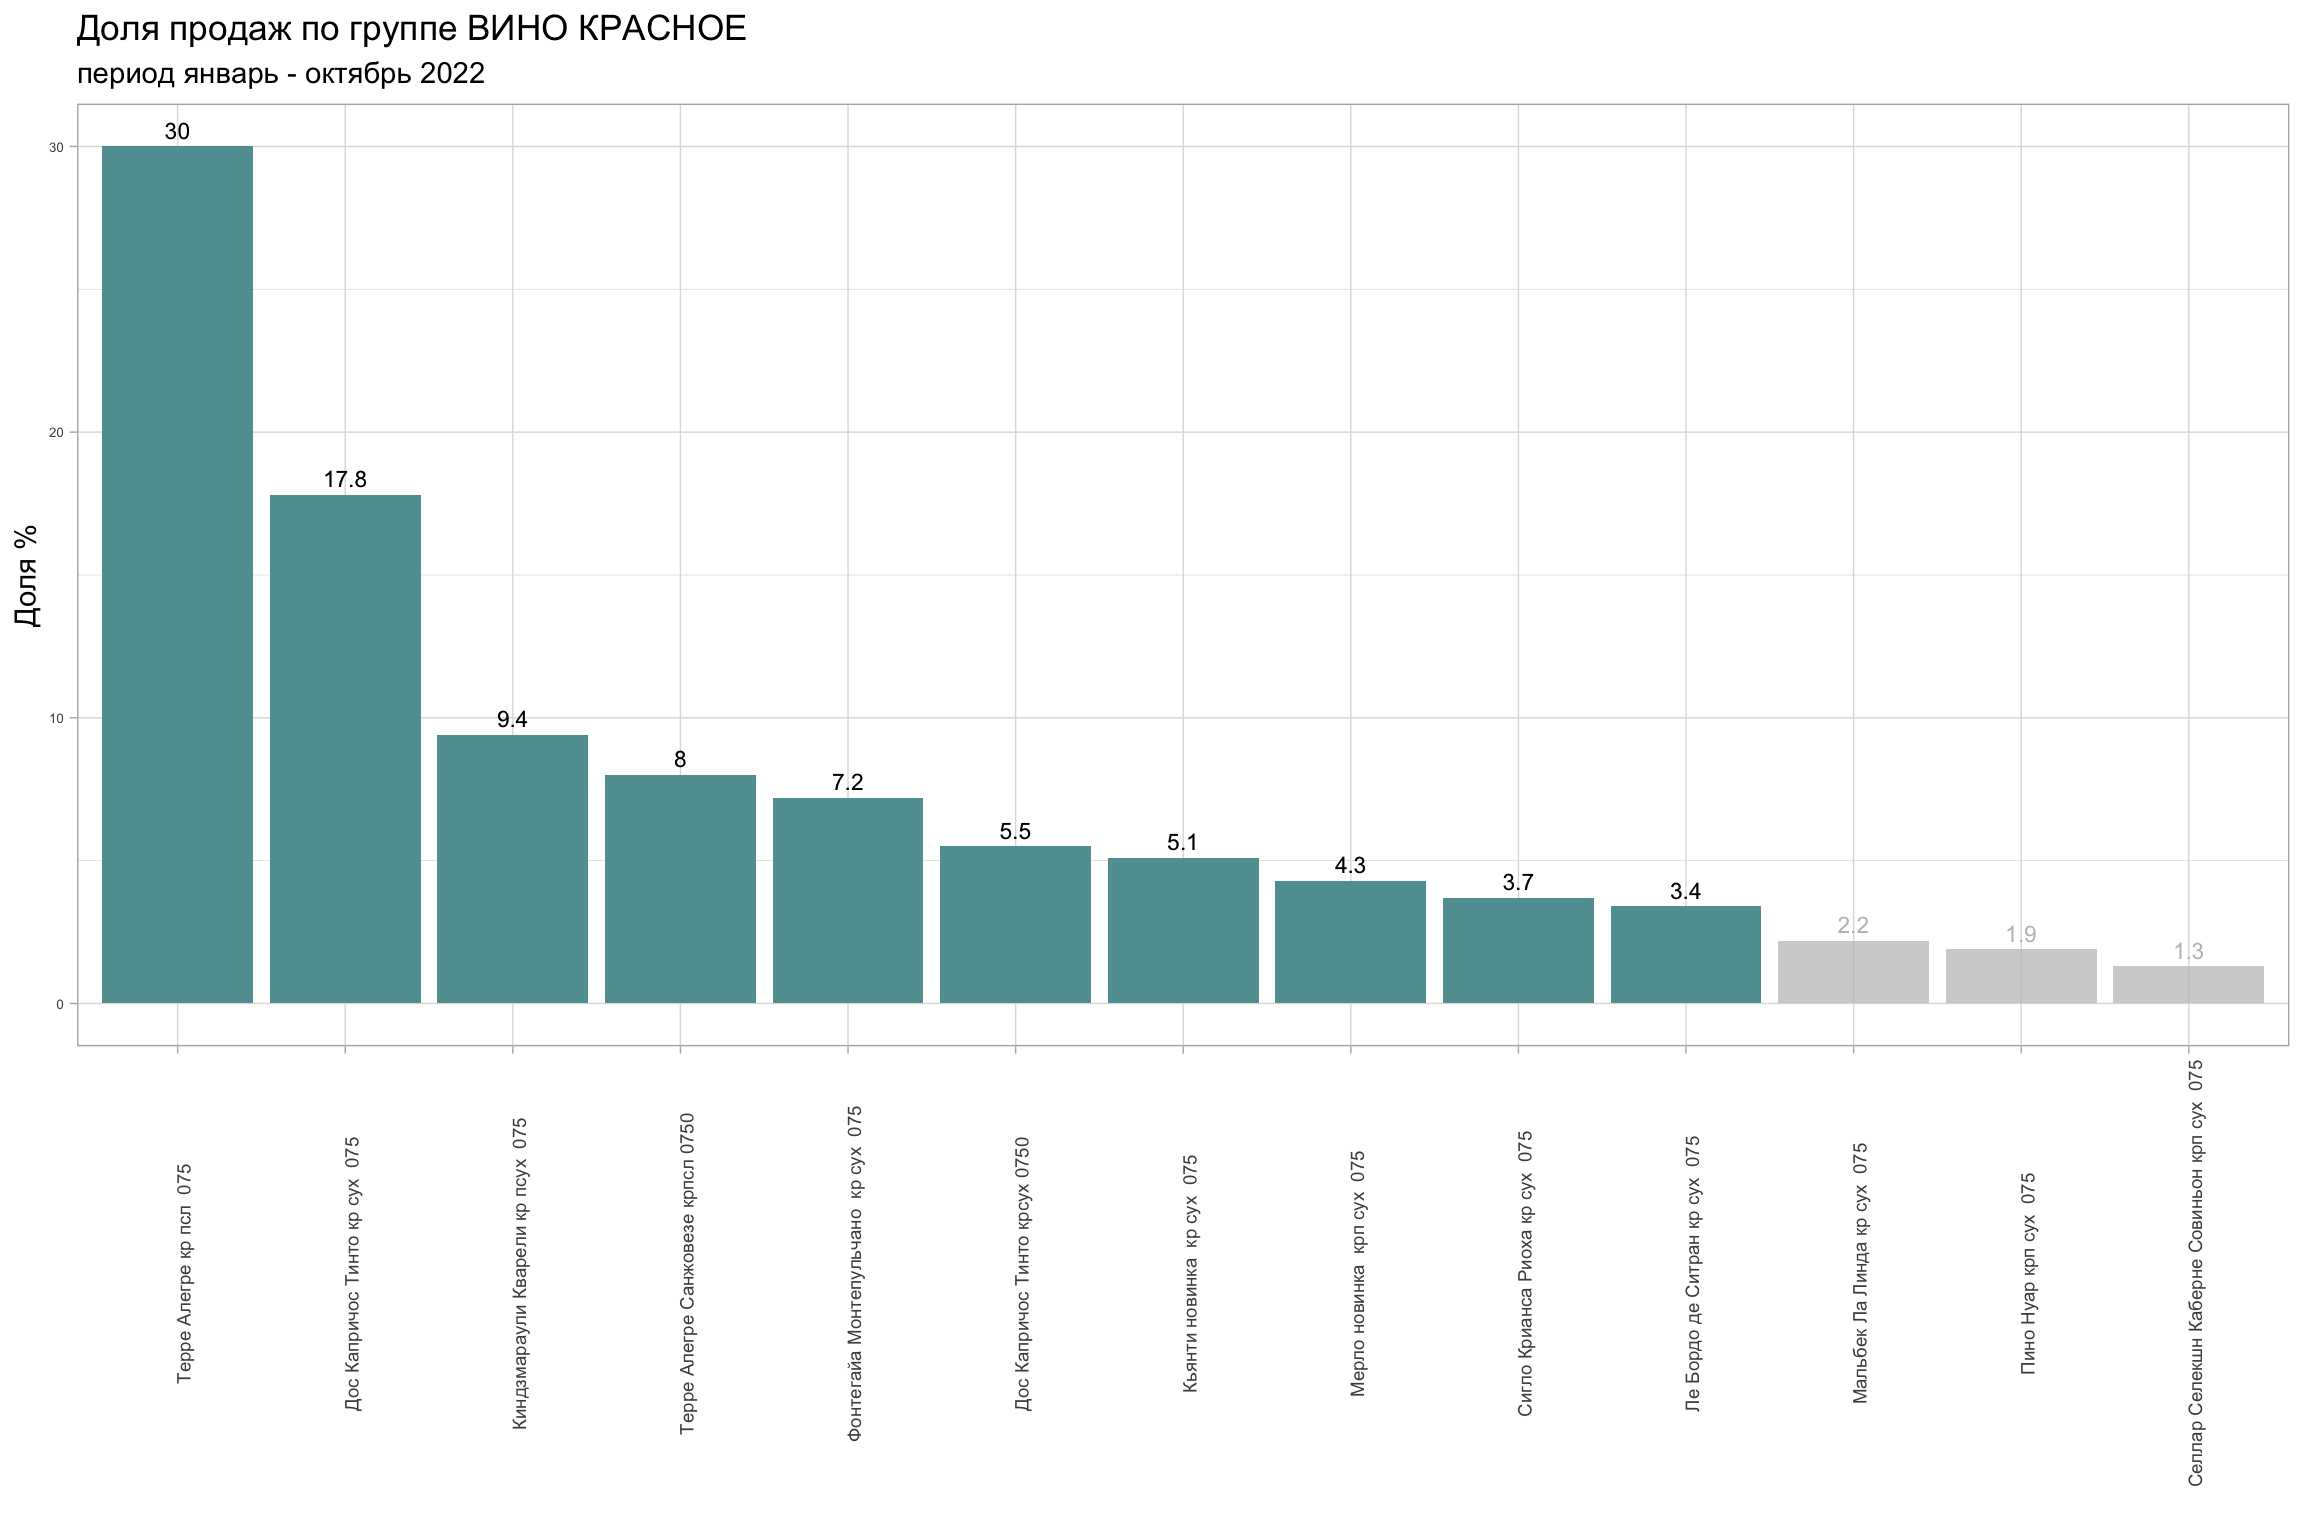 Доля продаж по группе ВИНО КРАСНОЕ
период январь - октябрь 2022
Доля %
30
20
10
0
30
17.8
9.4
8
7.2
5.5
5.1
4.3
3.7
3.4
2.2
1.9
1.3
Терре Алегре кр псл  075
Дос Капричос Тинто кр сух  075
Киндзмараули Кварели кр псух  075
Терре Алегре Санжовезе крпсл 0750
Фонтегайа Монтепульчано  кр сух  075
Дос Капричос Тинто крсух 0750
Кьянти новинка  кр сух  075
Мерло новинка  крп сух  075
Сигло Крианса Риоха кр сух  075
Ле Бордо де Ситран кр сух  075
Мальбек Ла Линда кр сух  075
Пино Нуар крп сух  075
Селлар Селекшн Каберне Совиньон крп сух  075